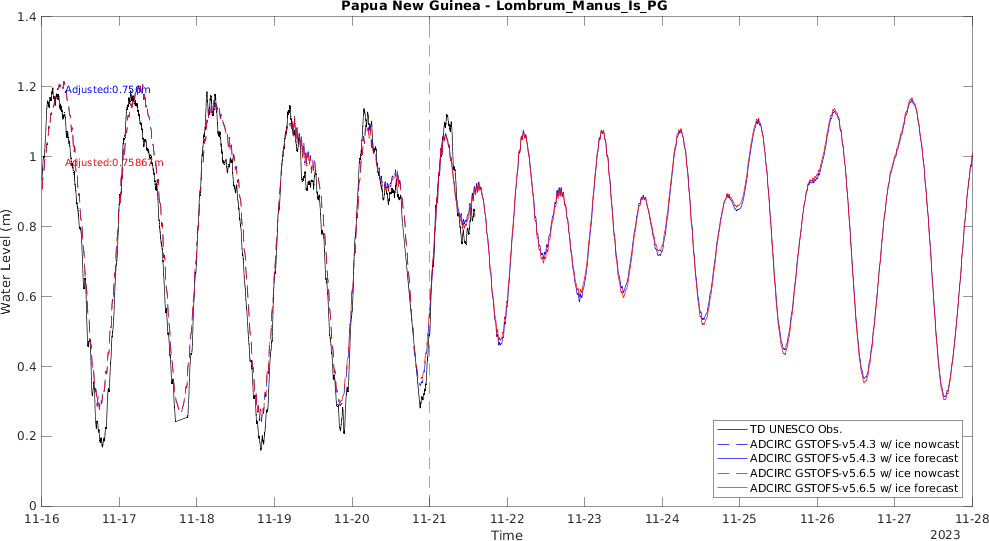 Papua New Guinea - Lombrum_Manus_Is_PG
1.4
1.2
1
0.8
0.6
0.4
0.2
0
Water Level (m)
Adjusted:0.756m
Adjusted:0.7586m
TD UNESCO Obs.
ADCIRC GSTOFS-v5.4.3 w/ ice nowcast
ADCIRC GSTOFS-v5.4.3 w/ ice forecast
ADCIRC GSTOFS-v5.6.5 w/ ice nowcast
ADCIRC GSTOFS-v5.6.5 w/ ice forecast
11-16 11-17 11-18 11-19 11-20 11-21 11-22 11-23 11-24 11-25 11-26 11-27 11-28
Time
2023